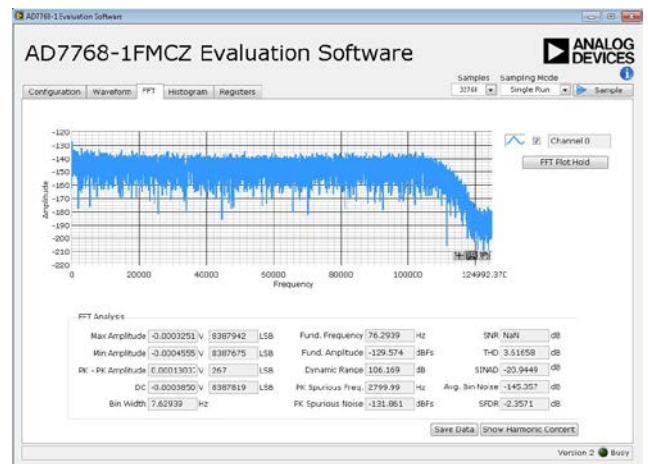 AD7768-1 Evaluation Software
AD7768-1FMCZ Evaluation Software
ANALOG
DEVICES
Samples Sampling Mode
Configuration Waveform FFT Histogram Registers
32768 Single Run Sample
Channel 0
FFT Plot Hold
-120
-130
-140
-150
-160
-170
-180
-190
-200
-210
-220
Amplitude
0 20000 40000 60000 80000 100000 124992.370
Frequency
FFT Analysis
Max Amplitude -0.0003251 V 8387942 LSB
Min Amplitude -0.0004555 V 8387675 LSB
PK - PK Amplitude 0.00013037 V 267 LSB
DC -0.0003850 V 8387819 LSB
Bin Width 7.62939 Hz
Fund. Frequency 76.2939 Hz
Fund. Amplitude -129.574 dBFs
Dynamic Range 106.169 dB
PK Spurious Freq. 2799.99 Hz
PK Spurious Noise -131.861 dBFs
SNR NaN dB
THD 3.61658 dB
SINAD -20.9449 dB
Avg. Bin Noise -145.357 dB
SFDR -2.3571 dB
Save Data Show Harmonic Content
Version 2 Busy